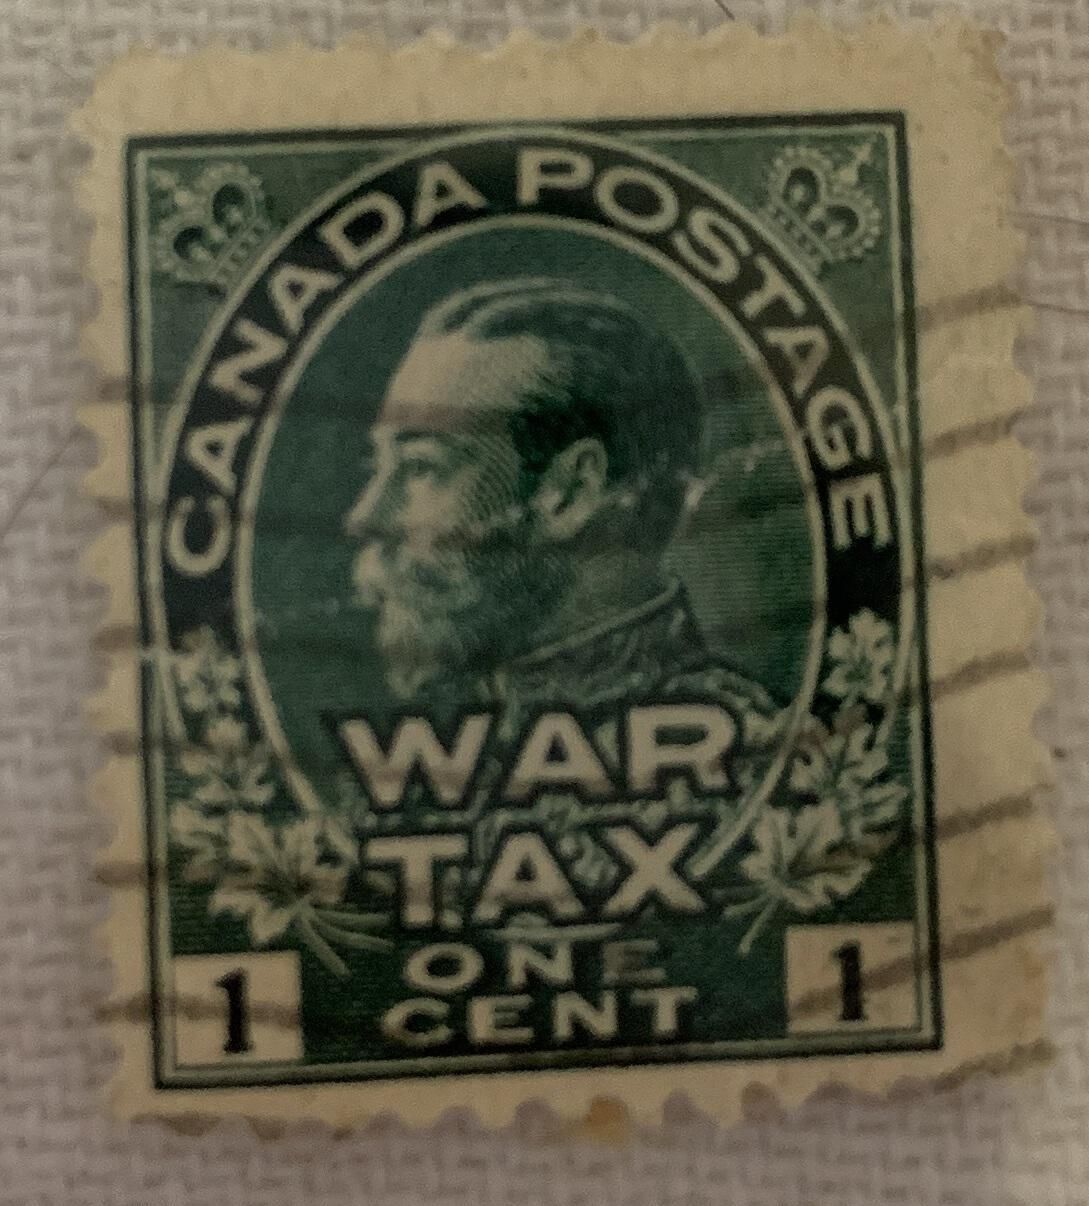 CANADA POSTAGE
WAR
TAX
ONE
CENT
1 1